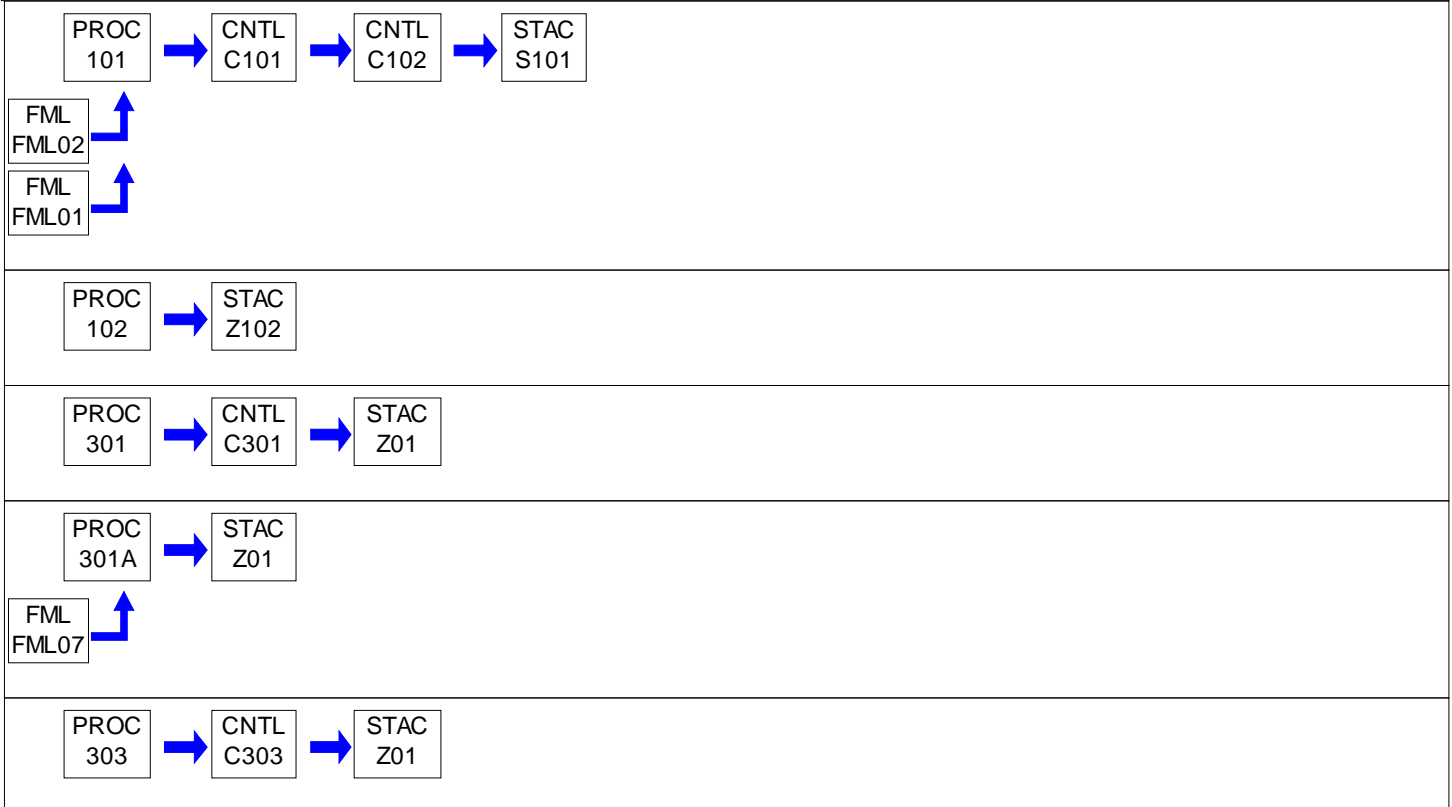 PROC
101
CNTL
C101
CNTL
C102
STAC
S101
FML
FML02
FML
FML01
PROC
102
STAC
Z102
PROC
301
CNTL
C301
STAC
Z01
PROC
301A
STAC
Z01
FML
FML07
PROC
303
CNTL
C303
STAC
Z01